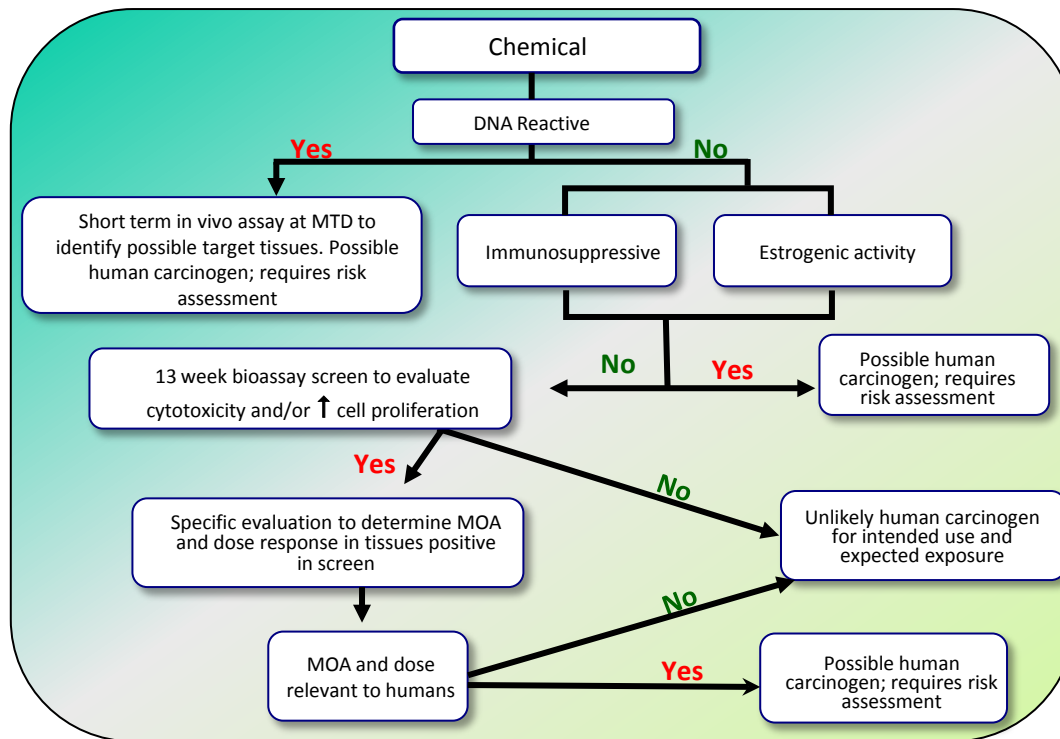 Chemical
DNA Reactive
Yes
No
Short term in vivo assay at MTD to
identify possible target tissues. Possible
human carcinogen; requires risk
assessment
Immunosuppressive
Estrogenic activity
No
Yes
13 week bioassay screen to evaluate
cytotoxicity and/or ↑ cell proliferation
Possible human
carcinogen; requires
risk assessment
Yes
No
Specific evaluation to determine MOA
and dose response in tissues positive
in screen
Unlikely human carcinogen
for intended use and
expected exposure
No
MOA and dose
relevant to humans
Yes
Possible human
carcinogen; requires risk
assessment